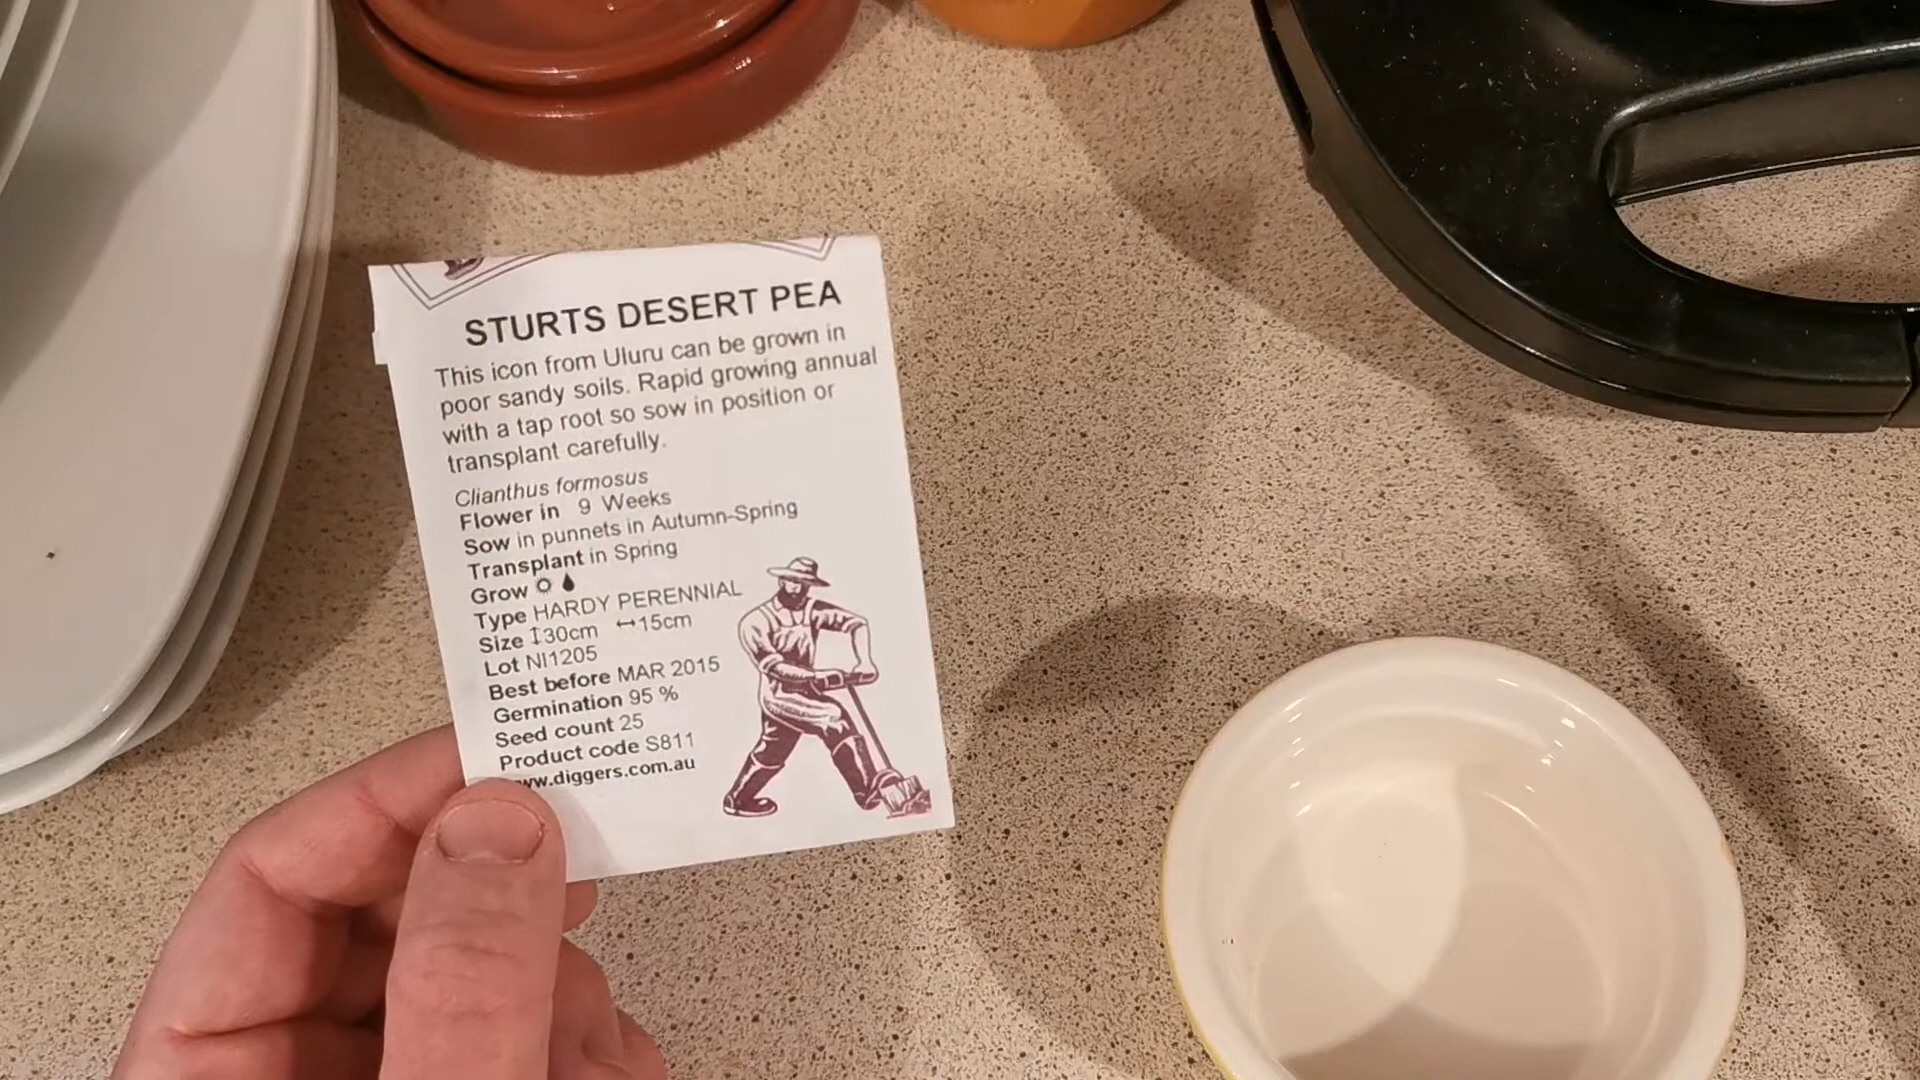 STURTS DESERT PEA
This icon from Uluru can be grown in
poor sandy soils. Rapid growing annual
with a tap root so sow in position or
transplant carefully.
Clianthus formosus
Flower in 9 Weeks
Sow in punnets in Autumn-Spring
Transplant in Spring
Grow
Type HARDY PERENNIAL
Size 30cm 15cm
Lot NI1205
Best before MAR 2015
Germination 95 %
Seed count 25
Product code S811
ww.diggers.com.au